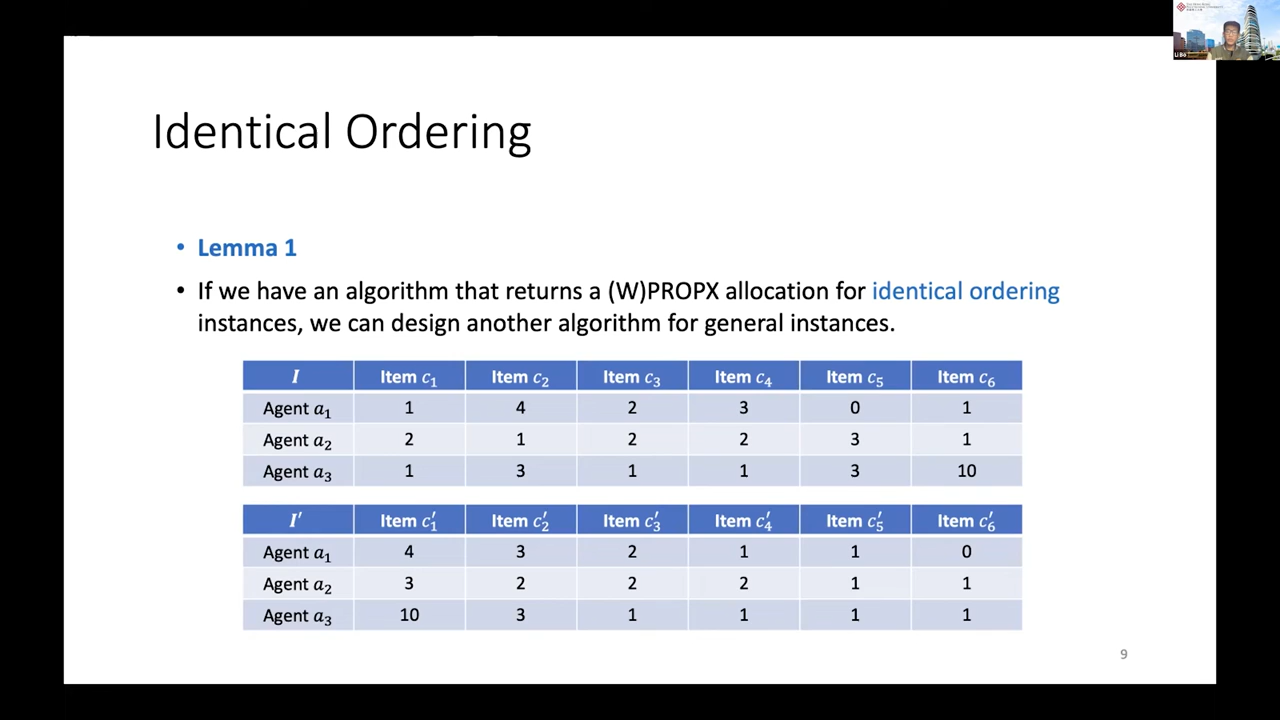 Identical Ordering
• Lemma 1
• If we have an algorithm that returns a (W)PROPX allocation for identical ordering
instances, we can design another algorithm for general instances.
I Item c₁ Item c₂ Item c₃ Item c₄ Item c₅ Item c₆
Agent a₁ 1 4 2 3 0 1
Agent a₂ 2 1 2 2 3 1
Agent a₃ 1 3 1 1 3 10
I′ Item c′₁ Item c′₂ Item c′₃ Item c′₄ Item c′₅ Item c′₆
Agent a₁ 4 3 2 1 1 0
Agent a₂ 3 2 2 2 1 1
Agent a₃ 10 3 1 1 1 1
9
Li Bo